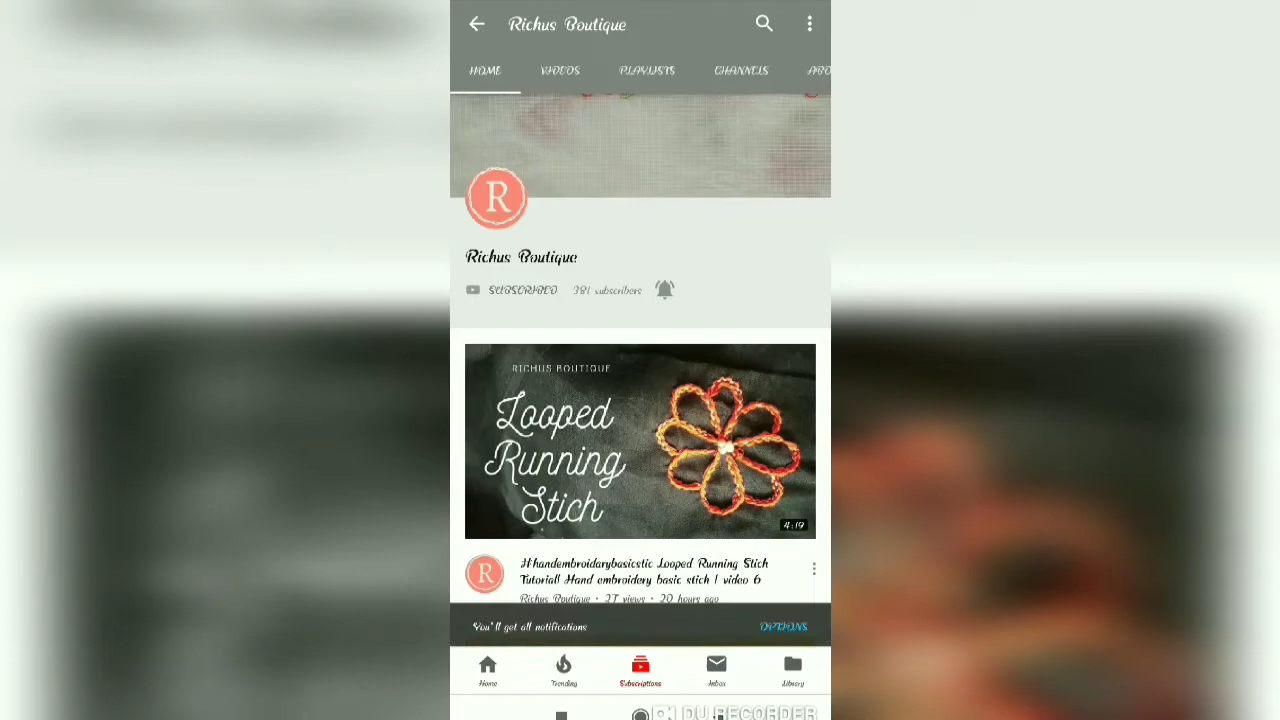 Richus Boutique
HOME VIDEOS PLAYLISTS CHANNELS ABO
R
Richus Boutique
SUBSCRIBED 381 subscribers
RICHUS BOUTIQUE
Looped
Running
Stich
4:19
R
#handembroidarybasicstic Looped Running Stich
Tutorial| Hand embroidery basic stich | video 6
Richus Boutique · 27 views · 20 hours ago
You'll get all notifications OPTIONS
Home Trending Subscriptions Inbox Library
DU RECORDER